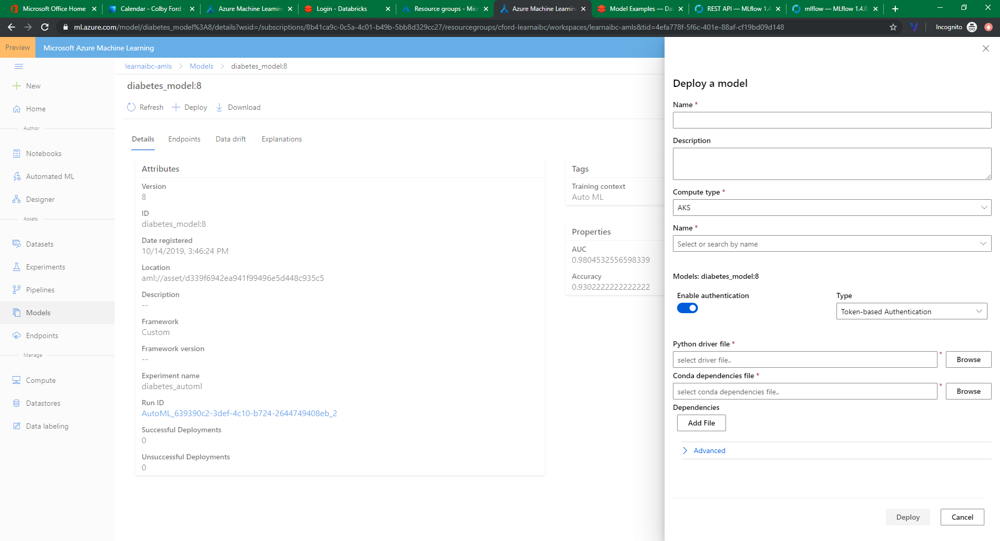 Microsoft Office Home
Calendar - Colby Ford -
Azure Machine Learning
Login - Databricks
Resource groups - Micr
Azure Machine Learning
Model Examples — Da
REST API — MLflow 1.4
mlflow — MLflow 1.4.0
ml.azure.com/model/diabetes_model%3A8/details?wsid=/subscriptions/8b41ca9c-0c5a-4c01-b49b-5bb8d329cc27/resourcegroups/cford-learnaibc/workspaces/learnaibc-amls&tid=4efa778f-5f6c-401e-88af-cf19bd09d148
Incognito
Preview
Microsoft Azure Machine Learning
New
Home
Author
Notebooks
Automated ML
Designer
Assets
Datasets
Experiments
Pipelines
Models
Endpoints
Manage
Compute
Datastores
Data labeling
learnaibc-amls > Models > diabetes_model:8
diabetes_model:8
Refresh Deploy Download
Details Endpoints Data drift Explanations
Attributes
Version
8
ID
diabetes_model:8
Date registered
10/14/2019, 3:46:24 PM
Location
aml://asset/d339f6942ea941f99496e5d448c935c5
Description
--
Framework
Custom
Framework version
--
Experiment name
diabetes_automl
Run ID
AutoML_639390c2-3def-4c10-b724-2644749408eb_2
Successful Deployments
0
Unsuccessful Deployments
0
Tags
Training context
Auto ML
Properties
AUC
0.9804532556598339
Accuracy
0.9302222222222222
Deploy a model
Name *
Description
Compute type *
AKS
Name *
Select or search by name
Models: diabetes_model:8
Enable authentication
Type
Token-based Authentication
Python driver file *
select driver file.. * Browse
Conda dependencies file *
select conda dependencies file.. * Browse
Dependencies
Add File
Advanced
Deploy Cancel